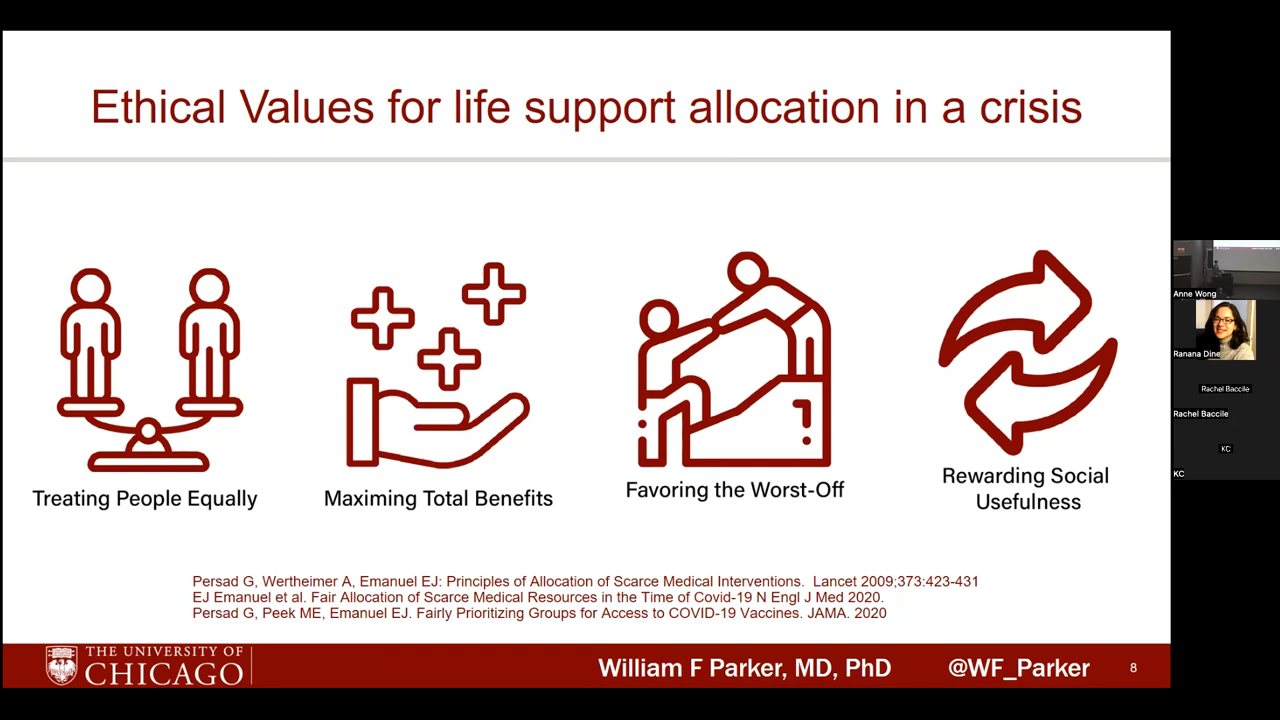 Ethical Values for life support allocation in a crisis
Treating People Equally
Maximing Total Benefits
Favoring the Worst-Off
Rewarding Social
Usefulness
Persad G, Wertheimer A, Emanuel EJ: Principles of Allocation of Scarce Medical Interventions. Lancet 2009;373:423-431
EJ Emanuel et al. Fair Allocation of Scarce Medical Resources in the Time of Covid-19 N Engl J Med 2020.
Persad G, Peek ME, Emanuel EJ. Fairly Prioritizing Groups for Access to COVID-19 Vaccines. JAMA. 2020
THE UNIVERSITY OF
CHICAGO
William F Parker, MD, PhD
@WF_Parker
8
Anne Wong
Ranana Dine
Rachel Baccile
Rachel Baccile
KC
KC